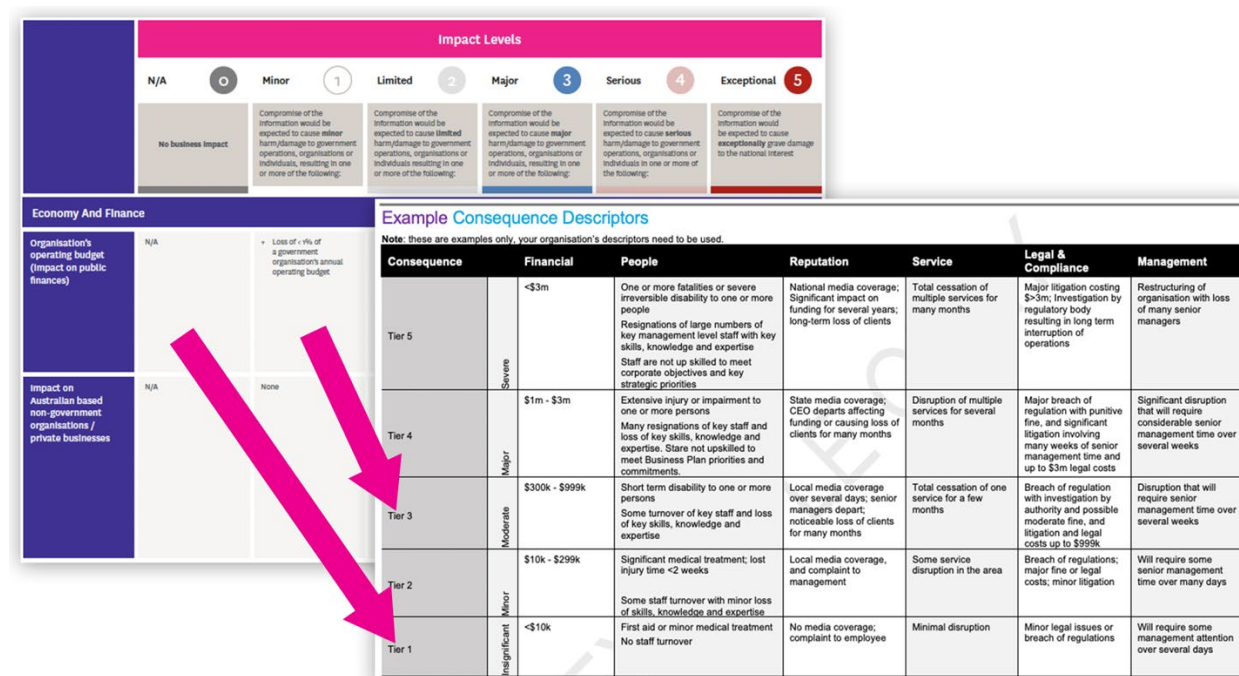 Impact Levels
N/A 0 Minor 1 Limited 2 Major 3 Serious 4 Exceptional 5
No business impact
Compromise of the
information would be
expected to cause minor
harm/damage to government
operations, organisations or
individuals, resulting in one
or more of the following:
Compromise of the
information would be
expected to cause limited
harm/damage to government
operations, organisations or
individuals resulting in one
or more of the following:
Compromise of the
information would be
expected to cause major
harm/damage to government
operations, organisations or
individuals, resulting in one
or more of the following:
Compromise of the
information would be
expected to cause serious
harm/damage to government
operations, organisations or
individuals, resulting in one or more of
the following:
Compromise of the
information would
be expected to cause
exceptionally grave damage
to the national interest
Economy And Finance
Organisation's
operating budget
(impact on public
finances)
N/A
Loss of <1% of
a government
organisation's annual
operating budget
Impact on
Australian based
non-government
organisations /
private businesses
N/A
None
Example Consequence Descriptors
Note: these are examples only, your organisation's descriptors need to be used.
Consequence Financial People Reputation Service Legal & Compliance Management
Tier 5
Severe
<$3m
One or more fatalities or severe
irreversible disability to one or more
people
Resignations of large numbers of
key management level staff with key
skills, knowledge and expertise
Staff are not up skilled to meet
corporate objectives and key
strategic priorities
National media coverage;
Significant impact on
funding for several years;
long-term loss of clients
Total cessation of
multiple services for
many months
Major litigation costing
$>3m; Investigation by
regulatory body
resulting in long term
interruption of
operations
Restructuring of
organisation with loss
of many senior
managers
Tier 4
Major
$1m - $3m
Extensive injury or impairment to
one or more persons
Many resignations of key staff and
loss of key skills, knowledge and
expertise. Stare not upskilled to
meet Business Plan priorities and
commitments.
State media coverage;
CEO departs affecting
funding or causing loss of
clients for many months
Disruption of multiple
services for several
months
Major breach of
regulation with punitive
fine, and significant
litigation involving
many weeks of senior
management time and
up to $3m legal costs
Significant disruption
that will require
considerable senior
management time over
several weeks
Tier 3
Moderate
$300k - $999k
Short term disability to one or more
persons
Some turnover of key staff and loss
of key skills, knowledge and
expertise
Local media coverage
over several days; senior
managers depart;
noticeable loss of clients
for many months
Total cessation of one
service for a few
months
Breach of regulation
with investigation by
authority and possible
moderate fine, and
litigation and legal
costs up to $999k
Disruption that will
require senior
management time over
several weeks
Tier 2
Minor
$10k - $299k
Significant medical treatment; lost
injury time <2 weeks
Some staff turnover with minor loss
of skills, knowledge and expertise
Local media coverage,
and complaint to
management
Some service
disruption in the area
Breach of regulations;
major fine or legal
costs; minor litigation
Will require some
senior management
time over many days
Tier 1
Insignificant
<$10k
First aid or minor medical treatment
No staff turnover
No media coverage;
complaint to employee
Minimal disruption
Minor legal issues or
breach of regulations
Will require some
management attention
over several days